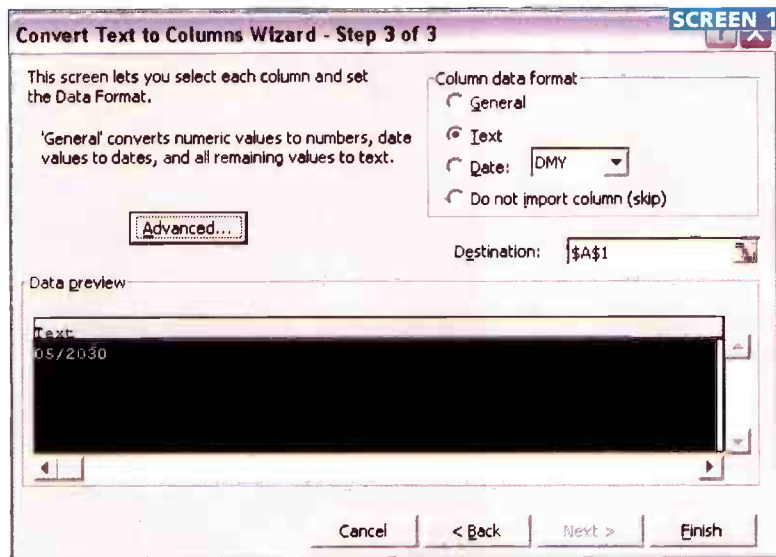 SCREEN 1
Convert Text to Columns Wizard - Step 3 of 3
This screen lets you select each column and set
the Data Format.
'General' converts numeric values to numbers, date
values to dates, and all remaining values to text.
Advanced...
Column data format
General
Text
Date: DMY
Do not import column (skip)
Destination: $A$1
Data preview
Text
05/2030
Cancel
< Back
Next >
Finish